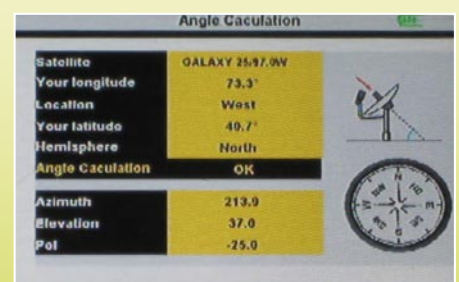 Angle Caculation
Satellite GALAXY 25/97.0W
Your longitude 73.3°
Location West
Your latitude 40.7°
Hemisphere North
Angle Caculation OK
Azimuth 213.9
Elevation 37.0
Pol -25.0
N
W E